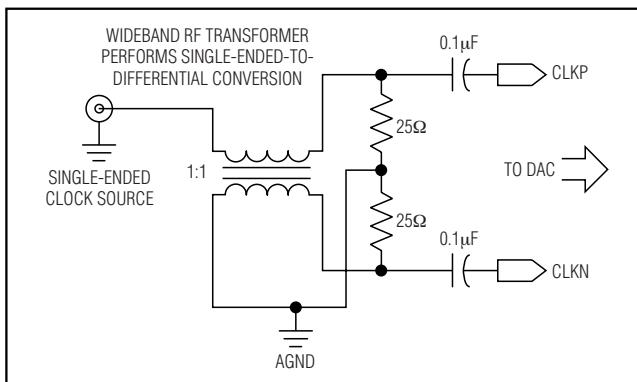 WIDEBAND RF TRANSFORMER
PERFORMS SINGLE-ENDED-TO-
DIFFERENTIAL CONVERSION
0.1μF
CLKP
25Ω
1:1
SINGLE-ENDED
CLOCK SOURCE
TO DAC
25Ω
0.1μF
CLKN
AGND